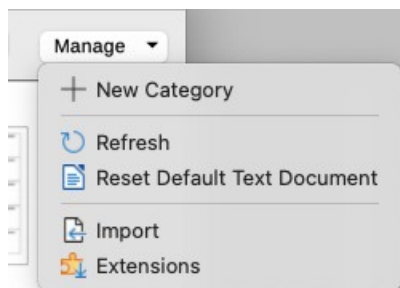 Manage
New Category
Refresh
Reset Default Text Document
Import
Extensions